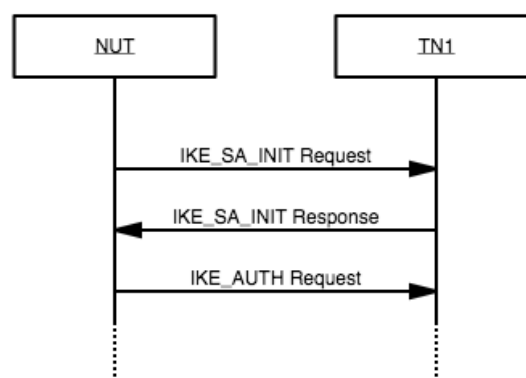 NUT
TN1
IKE_SA_INIT Request
IKE_SA_INIT Response
IKE_AUTH Request